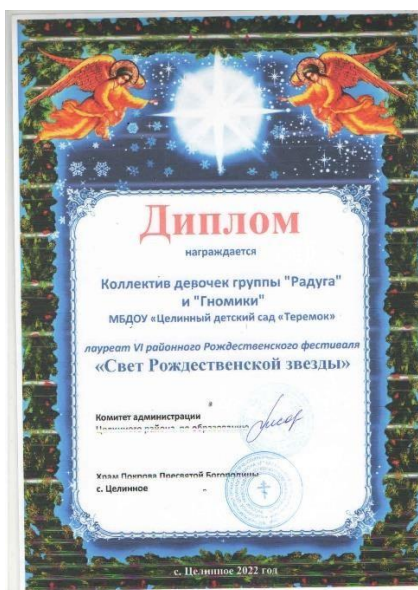 Диплом
награждается
Коллектив девочек группы "Радуга"
и "Гномики"
МБДОУ «Целинный детский сад «Теремок»
лауреат VI районного Рождественского фестиваля
«Свет Рождественской звезды»
Комитет администрации
Целинного района по образованию
Храм Покрова Пресвятой Богородицы
с. Целинное
с. Целинное 2022 год